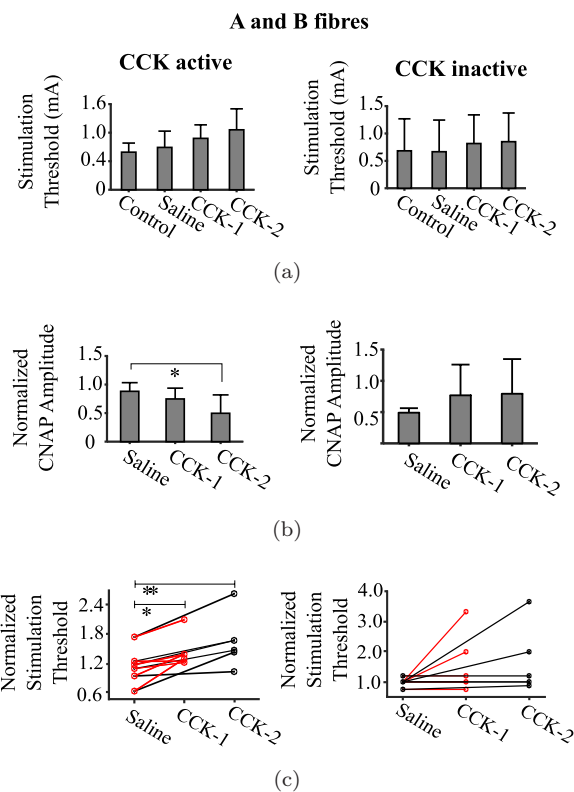 A and B fibres
CCK active
CCK inactive
Stimulation
Threshold (mA)
1.6
1.0
0.4
0
Control
Saline
CCK-1
CCK-2
Stimulation
Threshold (mA)
1.5
1.0
0.5
0
Control
Saline
CCK-1
CCK-2
(a)
Normalized
CNAP Amplitude
1.5
1.0
0.5
0
*
Saline
CCK-1
CCK-2
Normalized
CNAP Amplitude
1.5
1.0
0.5
Saline
CCK-1
CCK-2
(b)
Normalized
Stimulation
Threshold
2.4
1.8
1.2
0.6
**
*
Saline
CCK-1
CCK-2
Normalized
Stimulation
Threshold
4.0
3.0
2.0
1.0
Saline
CCK-1
CCK-2
(c)